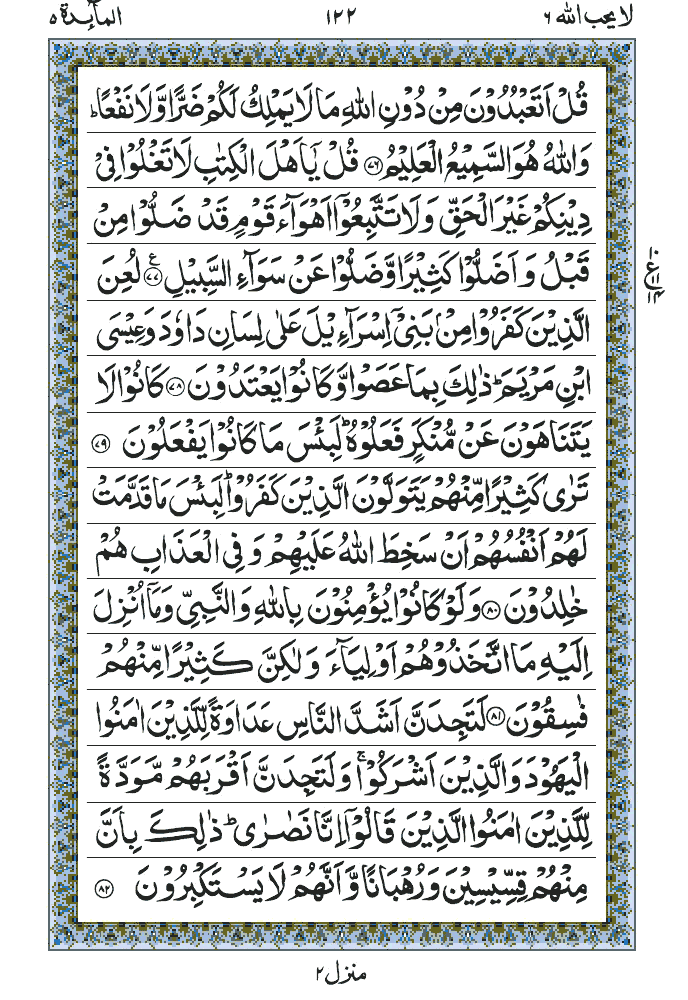 لا یحب اللہ ٦ ١٢٢ المآئدة ٥
قُلْ اَتَعْبُدُوْنَ مِنْ دُوْنِ اللّٰهِ مَا لَا یَمْلِكُ لَكُمْ ضَرًّا وَّلَا نَفْعًا ؕ
وَاللّٰهُ هُوَ السَّمِیْعُ الْعَلِیْمُ ﴿٧٦﴾ قُلْ یٰۤاَهْلَ الْكِتٰبِ لَا تَغْلُوْا فِیْ
دِیْنِكُمْ غَیْرَ الْحَقِّ وَلَا تَتَّبِعُوْۤا اَهْوَآءَ قَوْمٍ قَدْ ضَلُّوْا مِنْ
قَبْلُ وَاَضَلُّوْا كَثِیْرًا وَّضَلُّوْا عَنْ سَوَآءِ السَّبِیْلِ ﴿٧٧﴾ ع لُعِنَ
الَّذِیْنَ كَفَرُوْا مِنْۢ بَنِیْۤ اِسْرَآءِیْلَ عَلٰی لِسَانِ دَاوٗدَ وَعِیْسَی
ابْنِ مَرْیَمَ ؕ ذٰلِكَ بِمَا عَصَوْا وَّكَانُوْا یَعْتَدُوْنَ ﴿٧٨﴾ كَانُوْا لَا
یَتَنَاهَوْنَ عَنْ مُّنْكَرٍ فَعَلُوْهُ ؕ لَبِئْسَ مَا كَانُوْا یَفْعَلُوْنَ ﴿٧٩﴾
تَرٰی كَثِیْرًا مِّنْهُمْ یَتَوَلَّوْنَ الَّذِیْنَ كَفَرُوْا ؕ لَبِئْسَ مَا قَدَّمَتْ
لَهُمْ اَنْفُسُهُمْ اَنْ سَخِطَ اللّٰهُ عَلَیْهِمْ وَفِی الْعَذَابِ هُمْ
خٰلِدُوْنَ ﴿٨٠﴾ وَلَوْ كَانُوْا یُؤْمِنُوْنَ بِاللّٰهِ وَالنَّبِیِّ وَمَاۤ اُنْزِلَ
اِلَیْهِ مَا اتَّخَذُوْهُمْ اَوْلِیَآءَ وَلٰكِنَّ كَثِیْرًا مِّنْهُمْ
فٰسِقُوْنَ ﴿٨١﴾ لَتَجِدَنَّ اَشَدَّ النَّاسِ عَدَاوَةً لِّلَّذِیْنَ اٰمَنُوا
الْیَهُوْدَ وَالَّذِیْنَ اَشْرَكُوْا ۚ وَلَتَجِدَنَّ اَقْرَبَهُمْ مَّوَدَّةً
لِّلَّذِیْنَ اٰمَنُوا الَّذِیْنَ قَالُوْۤا اِنَّا نَصٰرٰی ؕ ذٰلِكَ بِاَنَّ
مِنْهُمْ قِسِّیْسِیْنَ وَرُهْبَانًا وَّاَنَّهُمْ لَا یَسْتَكْبِرُوْنَ ﴿٨٢﴾
منزل ٢